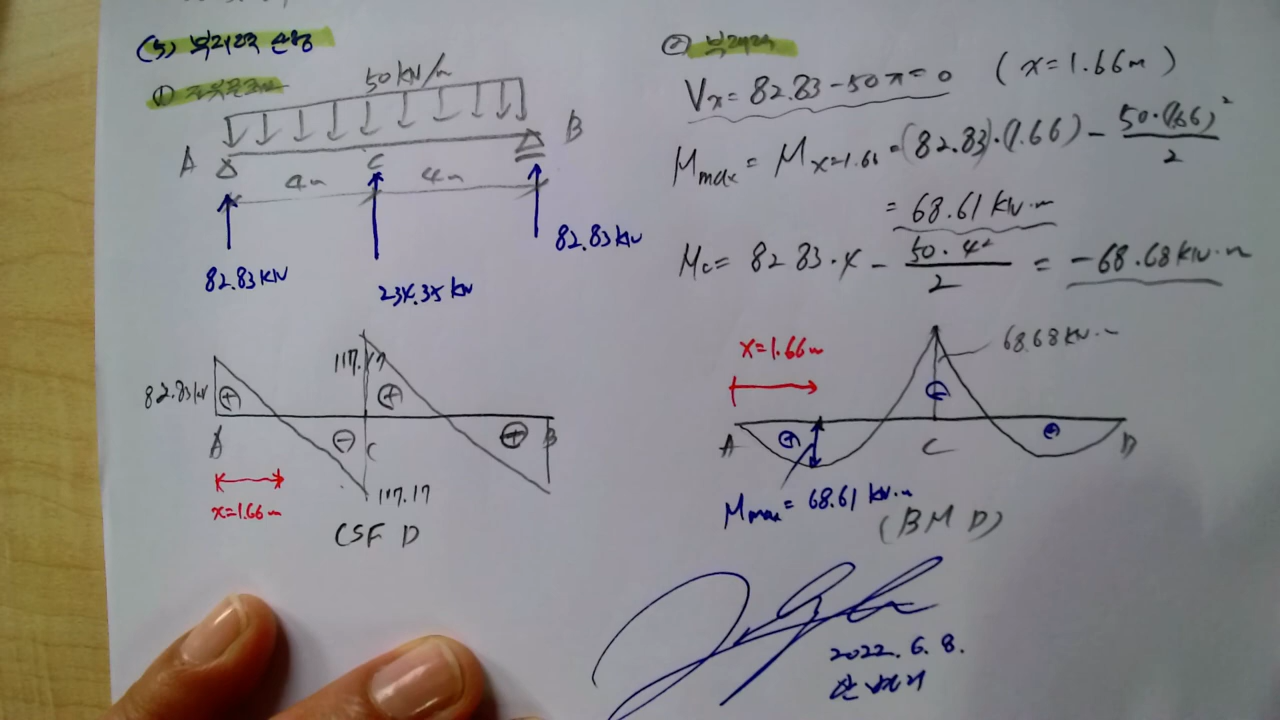 (5) 부재력 산정
①
50 kN/m
A
B
C
4m
4m
82.83 kN
234.35 kN
82.83 kN
82.83 kN
117.17
(+)
(+)
(-)
(+)
A
C
B
x=1.66m
117.17
(SFD)
② 부재력
Vx = 82.83 - 50x = 0 (x = 1.66m)
Mmax = Mx=1.66 = (82.83)·(1.66) - 50·(1.66)²/2
= 68.61 kN·m
Mc = 82.83·4 - 50·4²/2 = -68.68 kN·m
x=1.66m
68.68 kN·m
A
C
Mmax = 68.61 kN·m
(BMD)
2022. 6. 8.